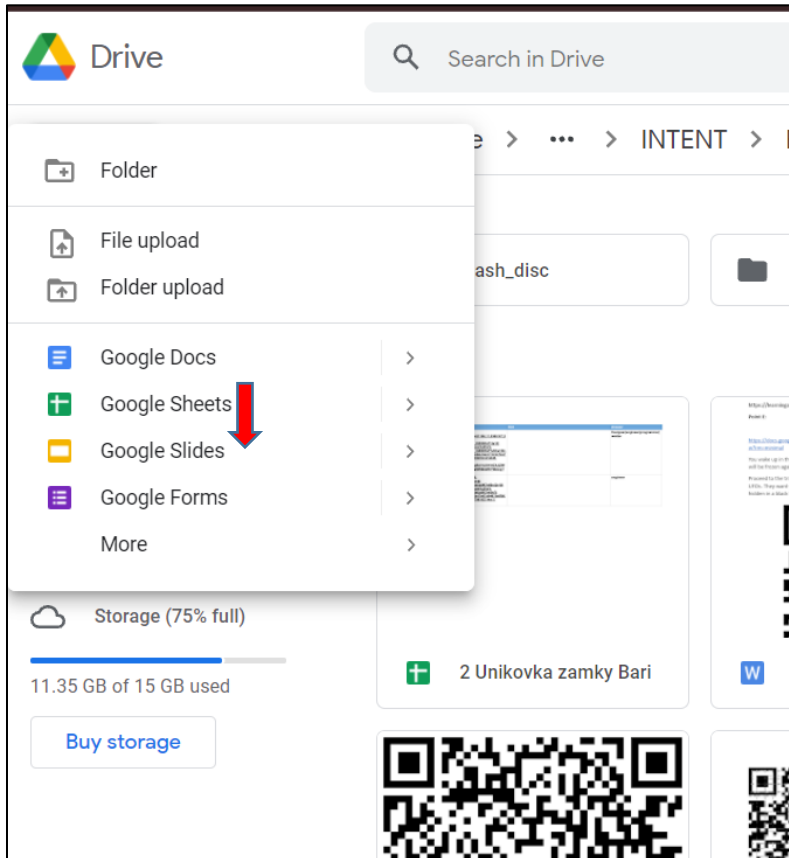 Drive
Search in Drive
INTENT
Folder
File upload
Folder upload
ash_disc
Google Docs
Google Sheets
Google Slides
Google Forms
More
Storage (75% full)
11.35 GB of 15 GB used
Buy storage
2 Unikovka zamky Bari
W